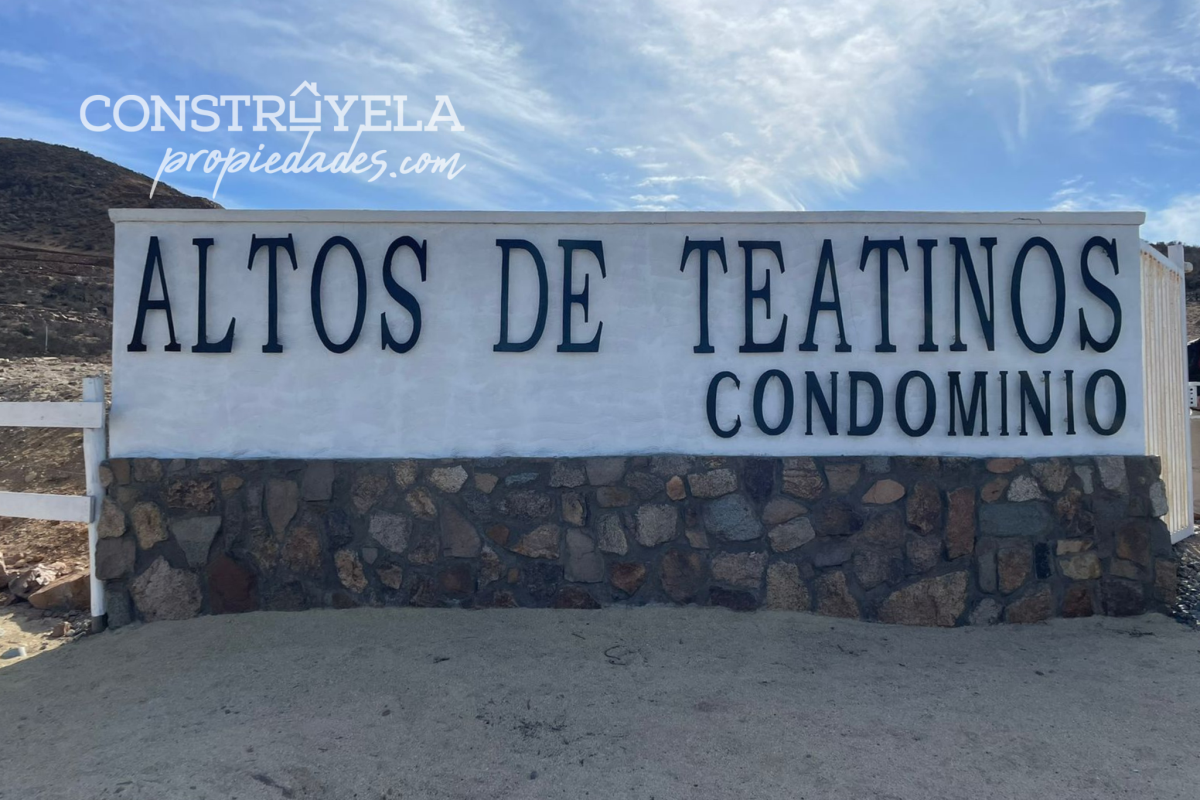 CONSTRUYELA
propiedades.com
ALTOS DE TEATINOS
CONDOMINIO